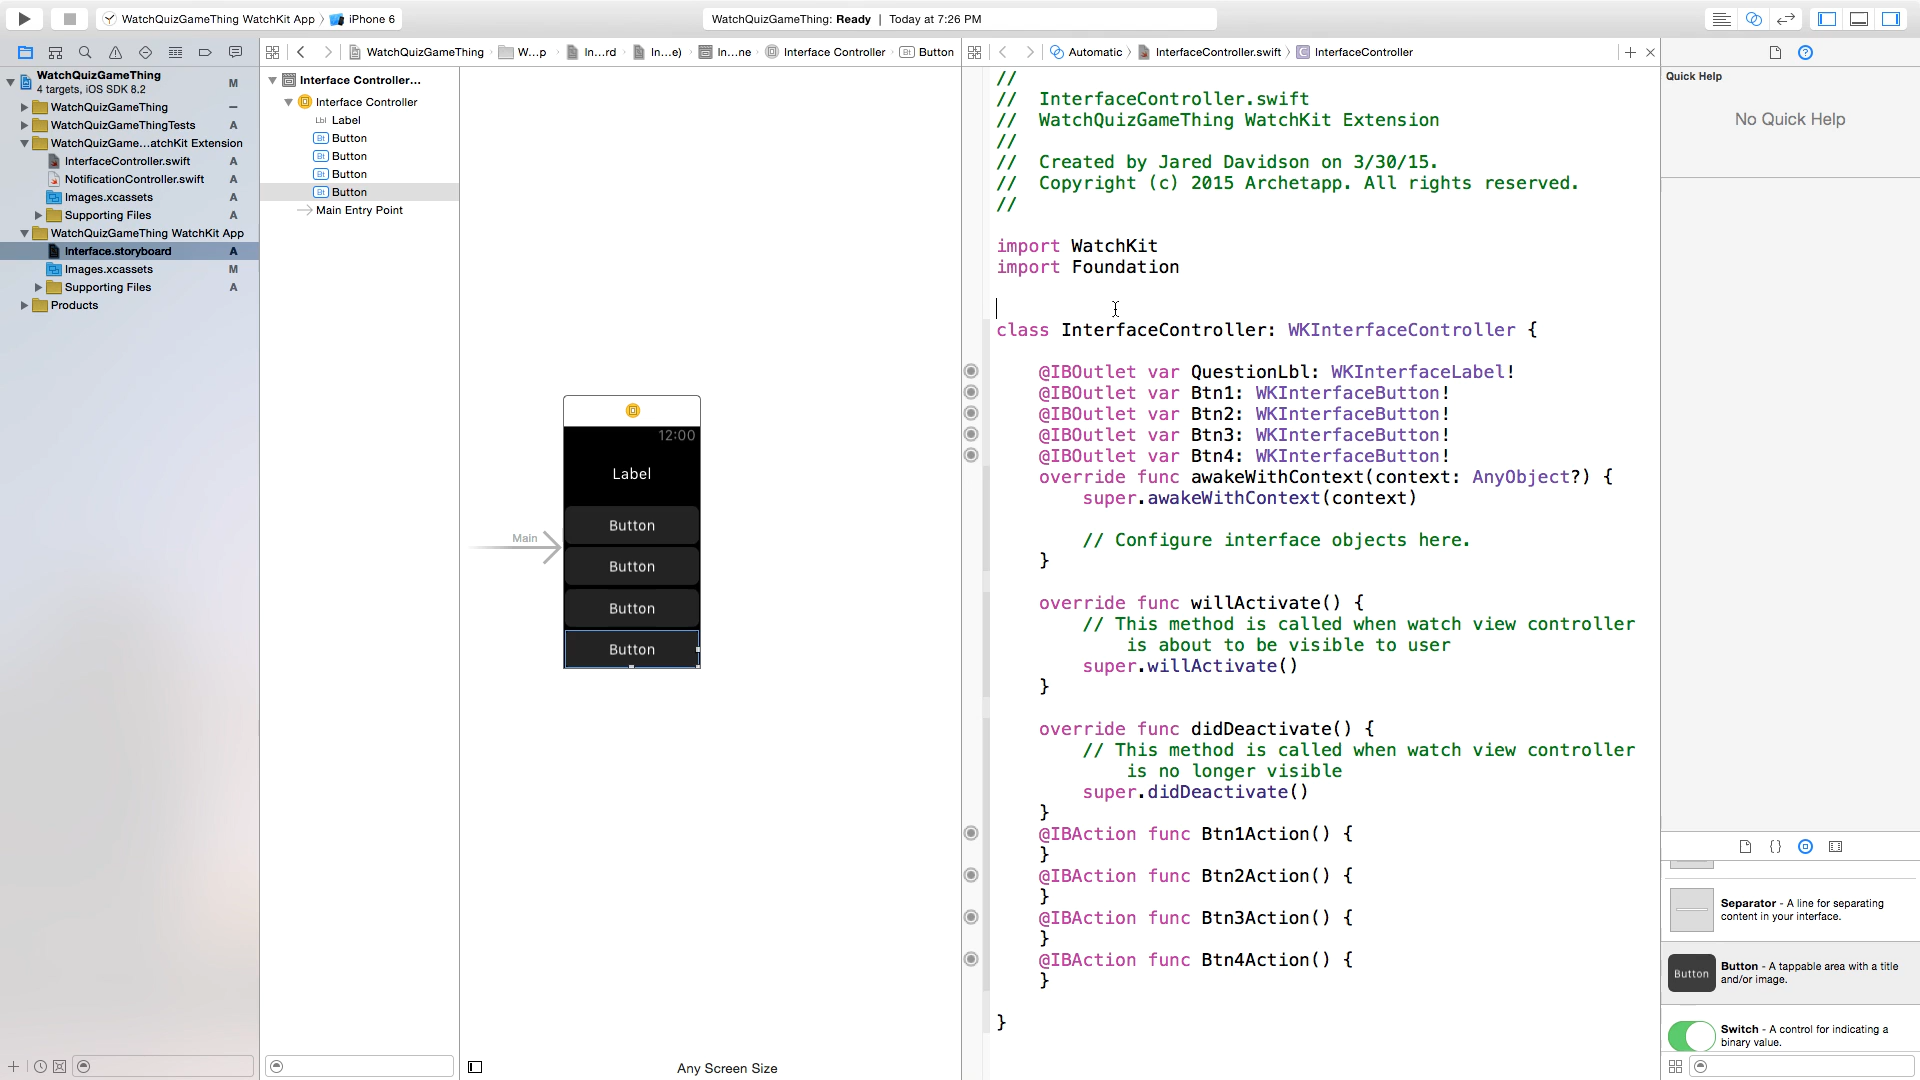 WatchQuizGameThing WatchKit App 〉 iPhone 6
WatchQuizGameThing: Ready | Today at 7:26 PM
WatchQuizGameThing
W...p
In...rd
In...e)
In...ne
Interface Controller
Button
Automatic
InterfaceController.swift
InterfaceController
WatchQuizGameThing M
4 targets, iOS SDK 8.2
WatchQuizGameThing –
WatchQuizGameThingTests A
WatchQuizGame...atchKit Extension
InterfaceController.swift A
NotificationController.swift A
Images.xcassets A
Supporting Files A
WatchQuizGameThing WatchKit App
Interface.storyboard A
Images.xcassets M
Supporting Files A
Products
Interface Controller...
Interface Controller
Lbl Label
Bt Button
Bt Button
Bt Button
Bt Button
Main Entry Point
Main
12:00
Label
Button
Button
Button
Button
Any Screen Size
//
// InterfaceController.swift
// WatchQuizGameThing WatchKit Extension
//
// Created by Jared Davidson on 3/30/15.
// Copyright (c) 2015 Archetapp. All rights reserved.
//
import WatchKit
import Foundation
class InterfaceController: WKInterfaceController {
@IBOutlet var QuestionLbl: WKInterfaceLabel!
@IBOutlet var Btn1: WKInterfaceButton!
@IBOutlet var Btn2: WKInterfaceButton!
@IBOutlet var Btn3: WKInterfaceButton!
@IBOutlet var Btn4: WKInterfaceButton!
override func awakeWithContext(context: AnyObject?) {
super.awakeWithContext(context)
// Configure interface objects here.
}
override func willActivate() {
// This method is called when watch view controller
is about to be visible to user
super.willActivate()
}
override func didDeactivate() {
// This method is called when watch view controller
is no longer visible
super.didDeactivate()
}
@IBAction func Btn1Action() {
}
@IBAction func Btn2Action() {
}
@IBAction func Btn3Action() {
}
@IBAction func Btn4Action() {
}
}
Quick Help
No Quick Help
Separator - A line for separating
content in your interface.
Button
Button - A tappable area with a title
and/or image.
Switch - A control for indicating a
binary value.